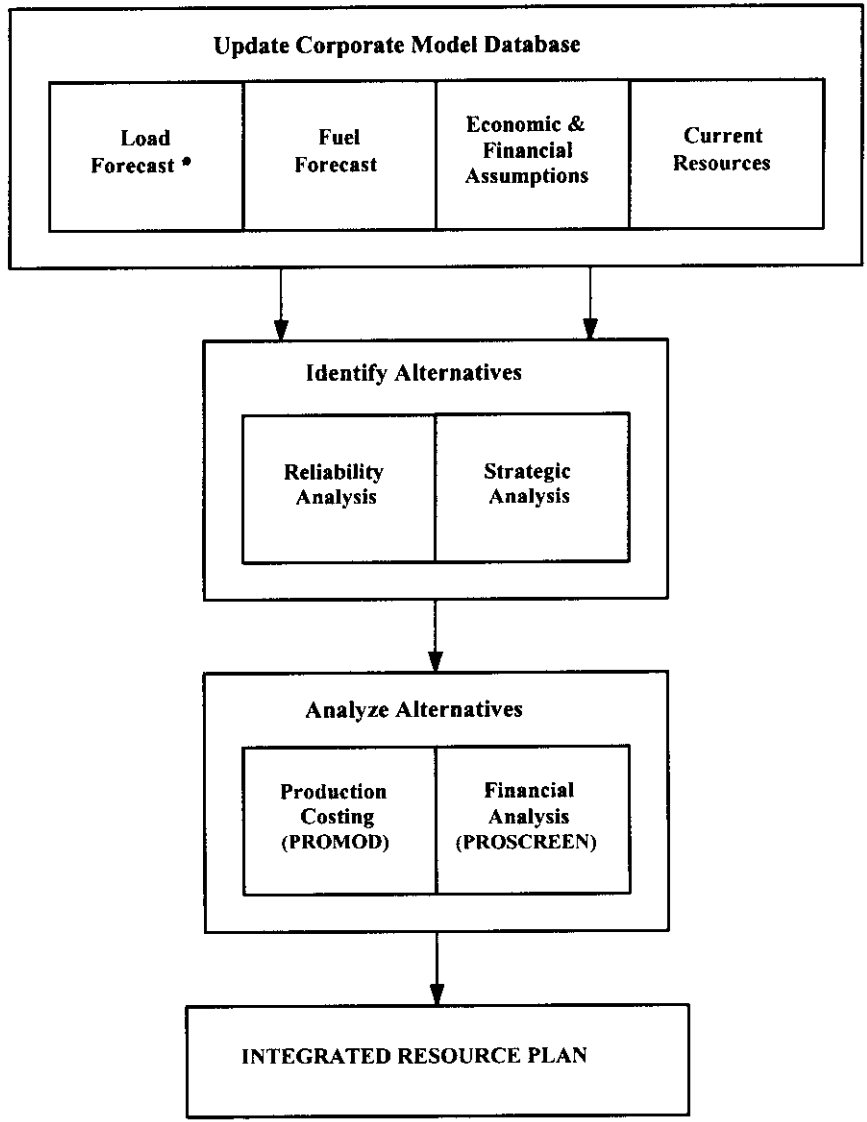 Update Corporate Model Database
Load
Forecast *
Fuel
Forecast
Economic &
Financial
Assumptions
Current
Resources
Identify Alternatives
Reliability
Analysis
Strategic
Analysis
Analyze Alternatives
Production
Costing
(PROMOD)
Financial
Analysis
(PROSCREEN)
INTEGRATED RESOURCE PLAN